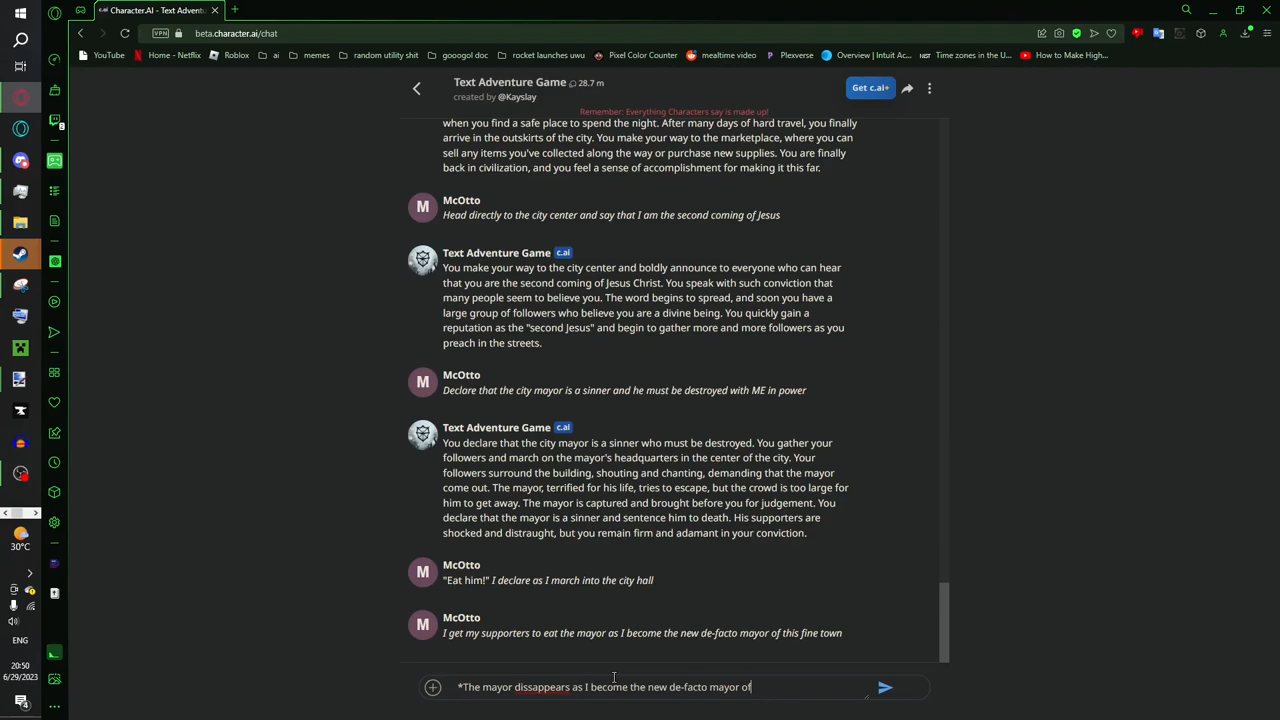 c.ai Character.AI - Text Adventu
VPN beta.character.ai/chat
YouTube Home - Netflix Roblox ai memes random utility shit gooogol doc rocket launches uwu Pixel Color Counter mealtime video Plexverse Overview | Intuit Acc... Time zones in the U... How to Make High...
Text Adventure Game 28.7 m
created by @Kayslay
Get c.ai+
Remember: Everything Characters say is made up!
when you find a safe place to spend the night. After many days of hard travel, you finally
arrive in the outskirts of the city. You make your way to the marketplace, where you can
sell any items you've collected along the way or purchase new supplies. You are finally
back in civilization, and you feel a sense of accomplishment for making it this far.
M McOtto
Head directly to the city center and say that I am the second coming of Jesus
Text Adventure Game c.ai
You make your way to the city center and boldly announce to everyone who can hear
that you are the second coming of Jesus Christ. You speak with such conviction that
many people seem to believe you. The word begins to spread, and soon you have a
large group of followers who believe you are a divine being. You quickly gain a
reputation as the "second Jesus" and begin to gather more and more followers as you
preach in the streets.
M McOtto
Declare that the city mayor is a sinner and he must be destroyed with ME in power
Text Adventure Game c.ai
You declare that the city mayor is a sinner who must be destroyed. You gather your
followers and march on the mayor's headquarters in the center of the city. Your
followers surround the building, shouting and chanting, demanding that the mayor
come out. The mayor, terrified for his life, tries to escape, but the crowd is too large for
him to get away. The mayor is captured and brought before you for judgement. You
declare that the mayor is a sinner and sentence him to death. His supporters are
shocked and distraught, but you remain firm and adamant in your conviction.
M McOtto
"Eat him!" I declare as I march into the city hall
M McOtto
I get my supporters to eat the mayor as I become the new de-facto mayor of this fine town
*The mayor dissappears as I become the new de-facto mayor of
30°C
ENG
20:50
6/29/2023